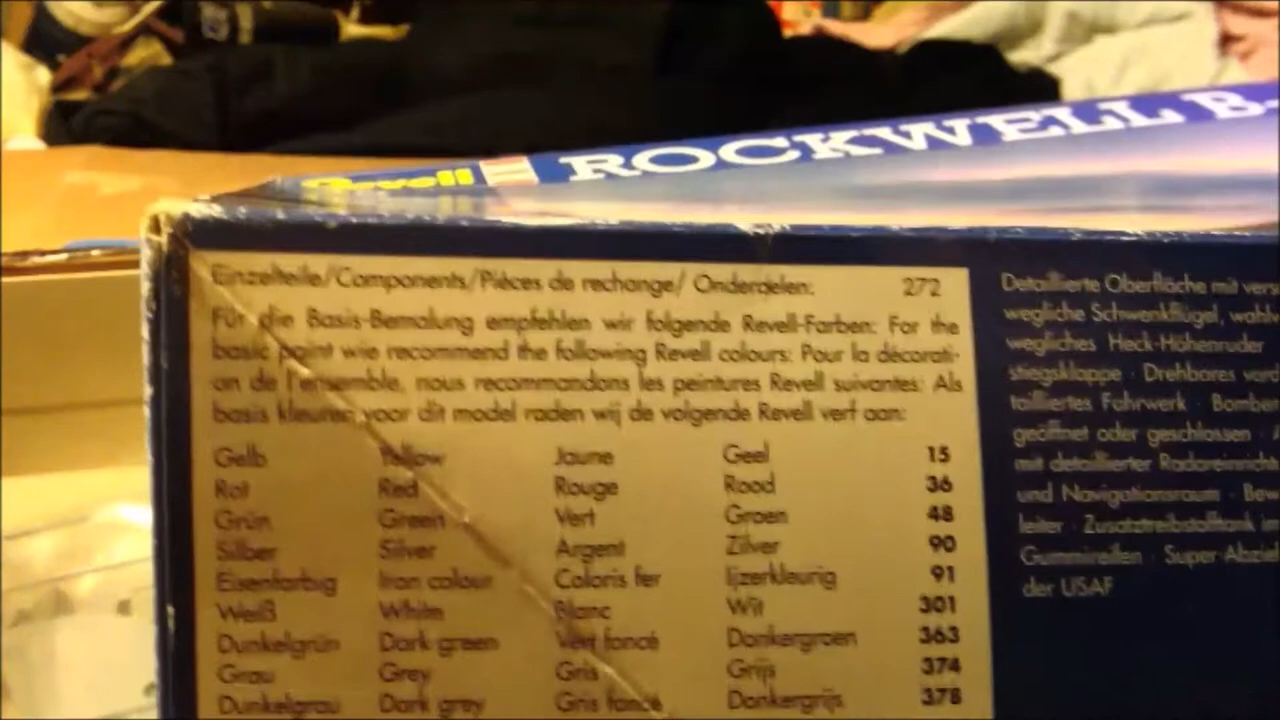 Revell ROCKWELL B-
Einzelteile/Components/Pièces de rechange/ Onderdelen: 272
Für die Basis-Bemalung empfehlen wir folgende Revell-Farben: For the
basic paint wie recommend the following Revell colours: Pour la décorati-
on de l'ensemble, nous recommandons les peintures Revell suivantes: Als
basis kleuren voor dit model raden wij de volgende Revell verf aan:
Gelb Yellow Jaune Geel 15
Rot Red Rouge Rood 36
Grün Green Vert Groen 48
Silber Silver Argent Zilver 90
Eisenfarbig Iron colour Coloris fer Ijzerkleurig 91
Weiß White Blanc Wit 301
Dunkelgrün Dark green Vert foncé Donkergroen 363
Grau Grey Gris Grijs 374
Dunkelgrau Dark grey Gris foncé Donkergrijs 378
Detaillierte Oberfläche mit vers
wegliche Schwenkflügel, wahlw
wegliches Heck-Höhenruder
stiegsklappe · Drehbares vord
tailliertes Fahrwerk · Bomben
geöffnet oder geschlossen ·
mit detaillierter Radareinricht
und Navigationsraum · Bew
leiter · Zusatztreibstofftank im
Gummireifen · Super-Abzieh
der USAF